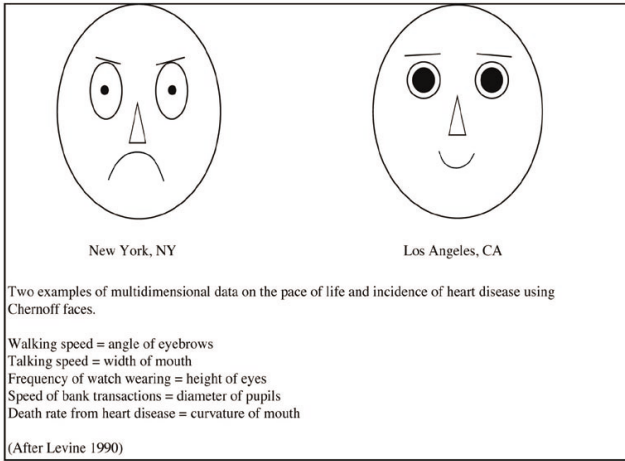 New York, NY
Los Angeles, CA
Two examples of multidimensional data on the pace of life and incidence of heart disease using
Chernoff faces.
Walking speed = angle of eyebrows
Talking speed = width of mouth
Frequency of watch wearing = height of eyes
Speed of bank transactions = diameter of pupils
Death rate from heart disease = curvature of mouth
(After Levine 1990)